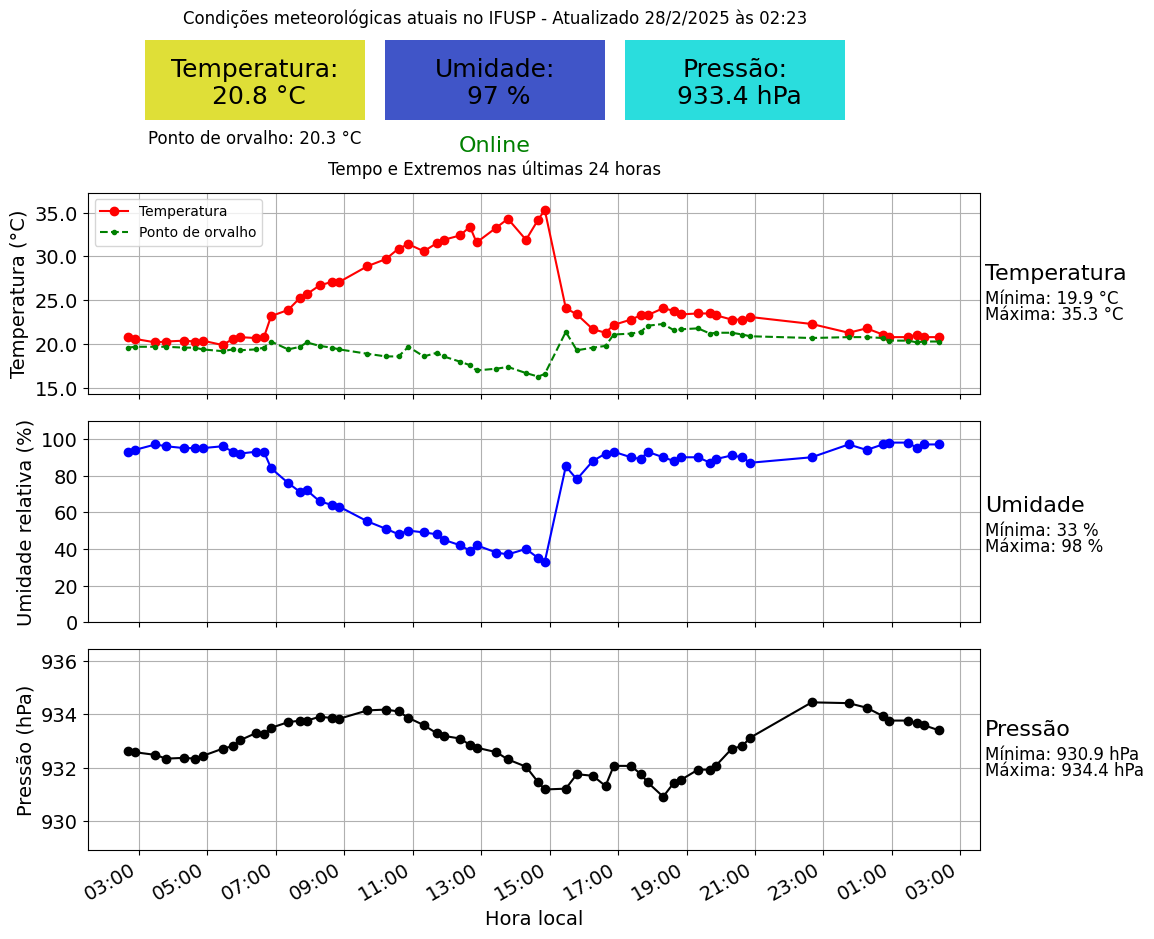 Condições meteorológicas atuais no IFUSP - Atualizado 28/2/2025 às 02:23
Temperatura:
20.8 °C
Umidade:
97 %
Pressão:
933.4 hPa
Ponto de orvalho: 20.3 °C
Online
Tempo e Extremos nas últimas 24 horas
Temperatura (°C)
35.0
30.0
25.0
20.0
15.0
Temperatura
Ponto de orvalho
Temperatura
Mínima: 19.9 °C
Máxima: 35.3 °C
Umidade relativa (%)
100
80
60
40
20
0
Umidade
Mínima: 33 %
Máxima: 98 %
Pressão (hPa)
936
934
932
930
Pressão
Mínima: 930.9 hPa
Máxima: 934.4 hPa
03:00 05:00 07:00 09:00 11:00 13:00 15:00 17:00 19:00 21:00 23:00 01:00 03:00
Hora local